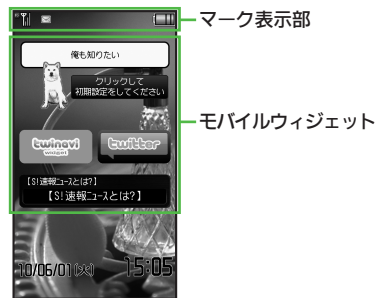 マーク表示部
俺も知りたい
クリックして
初期設定をしてください
モバイルウィジェット
twinavi
widget
twitter
【S!速報ニュースとは?】
【S!速報ニュースとは?】
10/06/01(火) 15:05